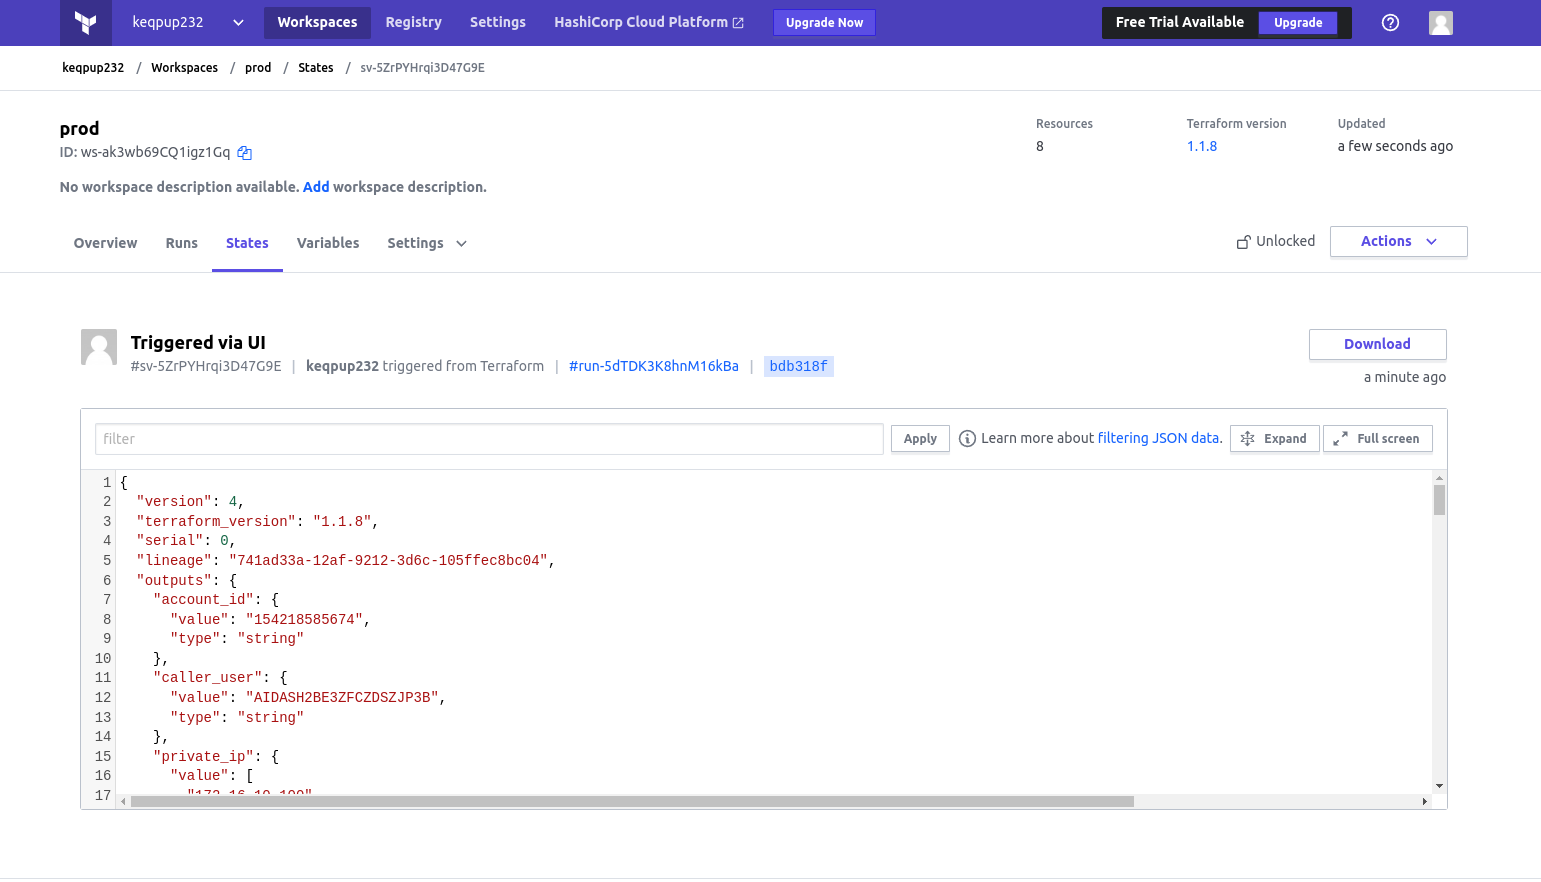 keqpup232 Workspaces Registry Settings HashiCorp Cloud Platform Upgrade Now Free Trial Available Upgrade
keqpup232 / Workspaces / prod / States / sv-5ZrPYHrqi3D47G9E
prod
ID: ws-ak3wb69CQ1igz1Gq
No workspace description available. Add workspace description.
Resources
8
Terraform version
1.1.8
Updated
a few seconds ago
Overview Runs States Variables Settings
Unlocked Actions
Triggered via UI
#sv-5ZrPYHrqi3D47G9E | keqpup232 triggered from Terraform | #run-5dTDK3K8hnM16kBa | bdb318f
Download
a minute ago
filter Apply Learn more about filtering JSON data. Expand Full screen
1 {
2 "version": 4,
3 "terraform_version": "1.1.8",
4 "serial": 0,
5 "lineage": "741ad33a-12af-9212-3d6c-105ffec8bc04",
6 "outputs": {
7 "account_id": {
8 "value": "154218585674",
9 "type": "string"
10 },
11 "caller_user": {
12 "value": "AIDASH2BE3ZFCZDSZJP3B",
13 "type": "string"
14 },
15 "private_ip": {
16 "value": [
17 "172.16.10.100"